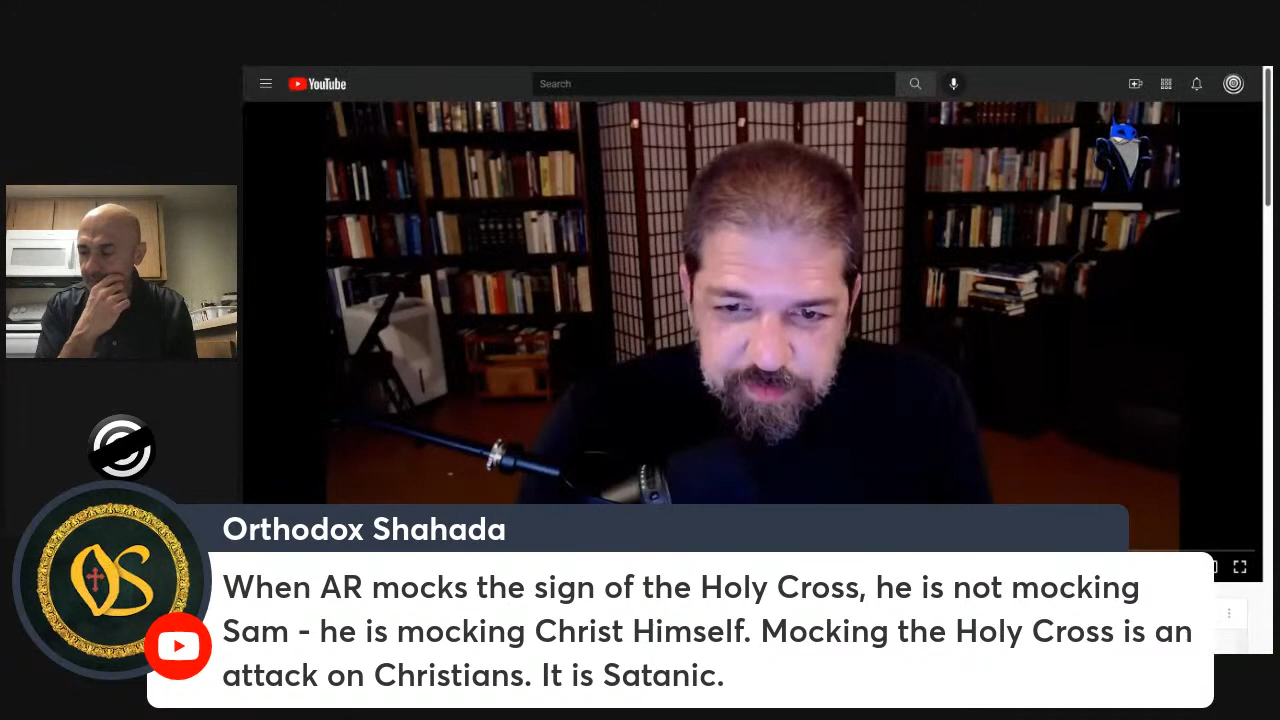 YouTube
Search
Orthodox Shahada
When AR mocks the sign of the Holy Cross, he is not mocking
Sam - he is mocking Christ Himself. Mocking the Holy Cross is an
attack on Christians. It is Satanic.
OS